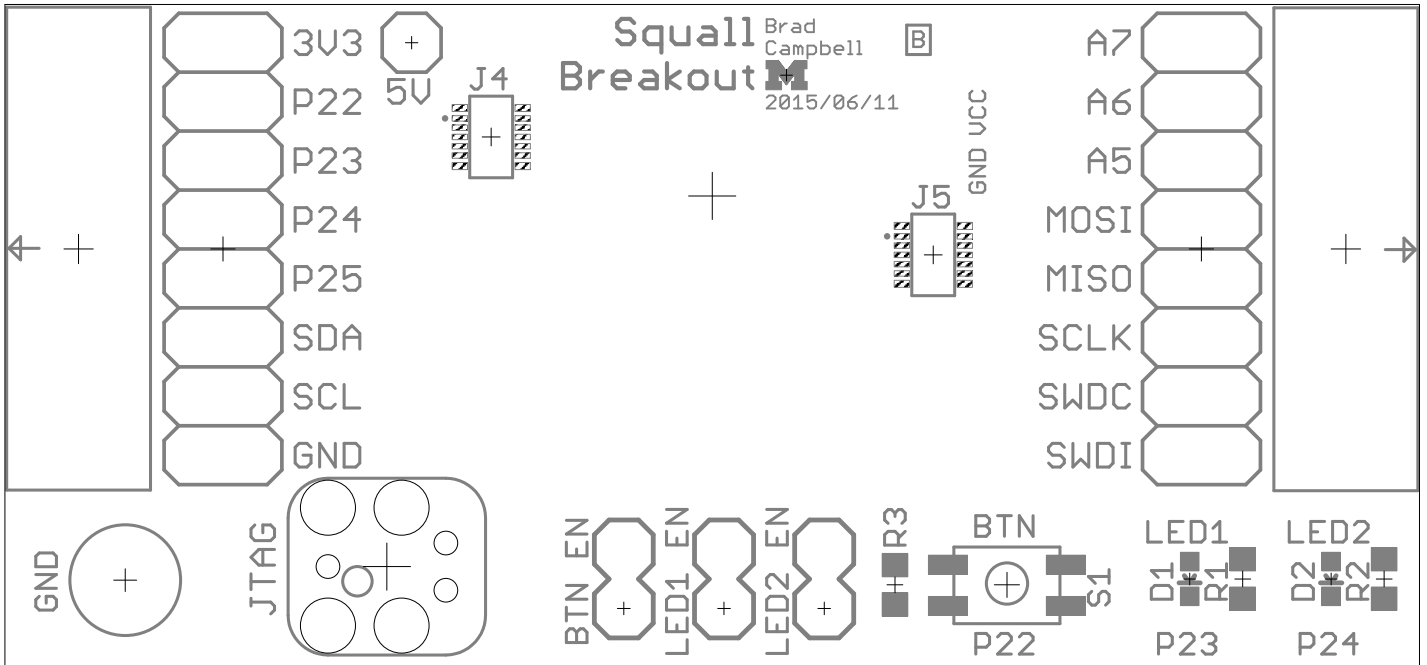 Squall
Breakout
Brad
Campbell
M
2015/06/11
B
3V3
P22
P23
P24
P25
SDA
SCL
GND
5V
J4
J5
GND VCC
A7
A6
A5
MOSI
MISO
SCLK
SWDC
SWDI
GND
JTAG
BTN EN
LED1 EN
LED2 EN
R3
BTN
S1
P22
LED1
D1
R1
P23
LED2
D2
R2
P24